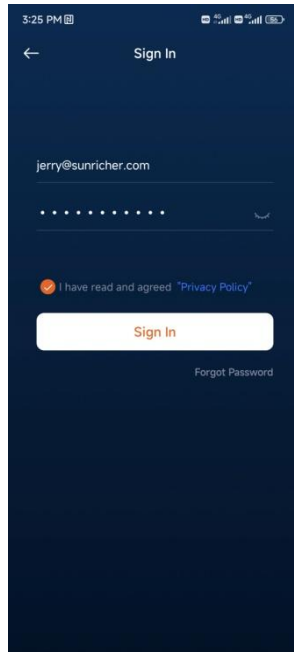 3:25 PM
Sign In
jerry@sunricher.com
I have read and agreed "Privacy Policy"
Sign In
Forgot Password